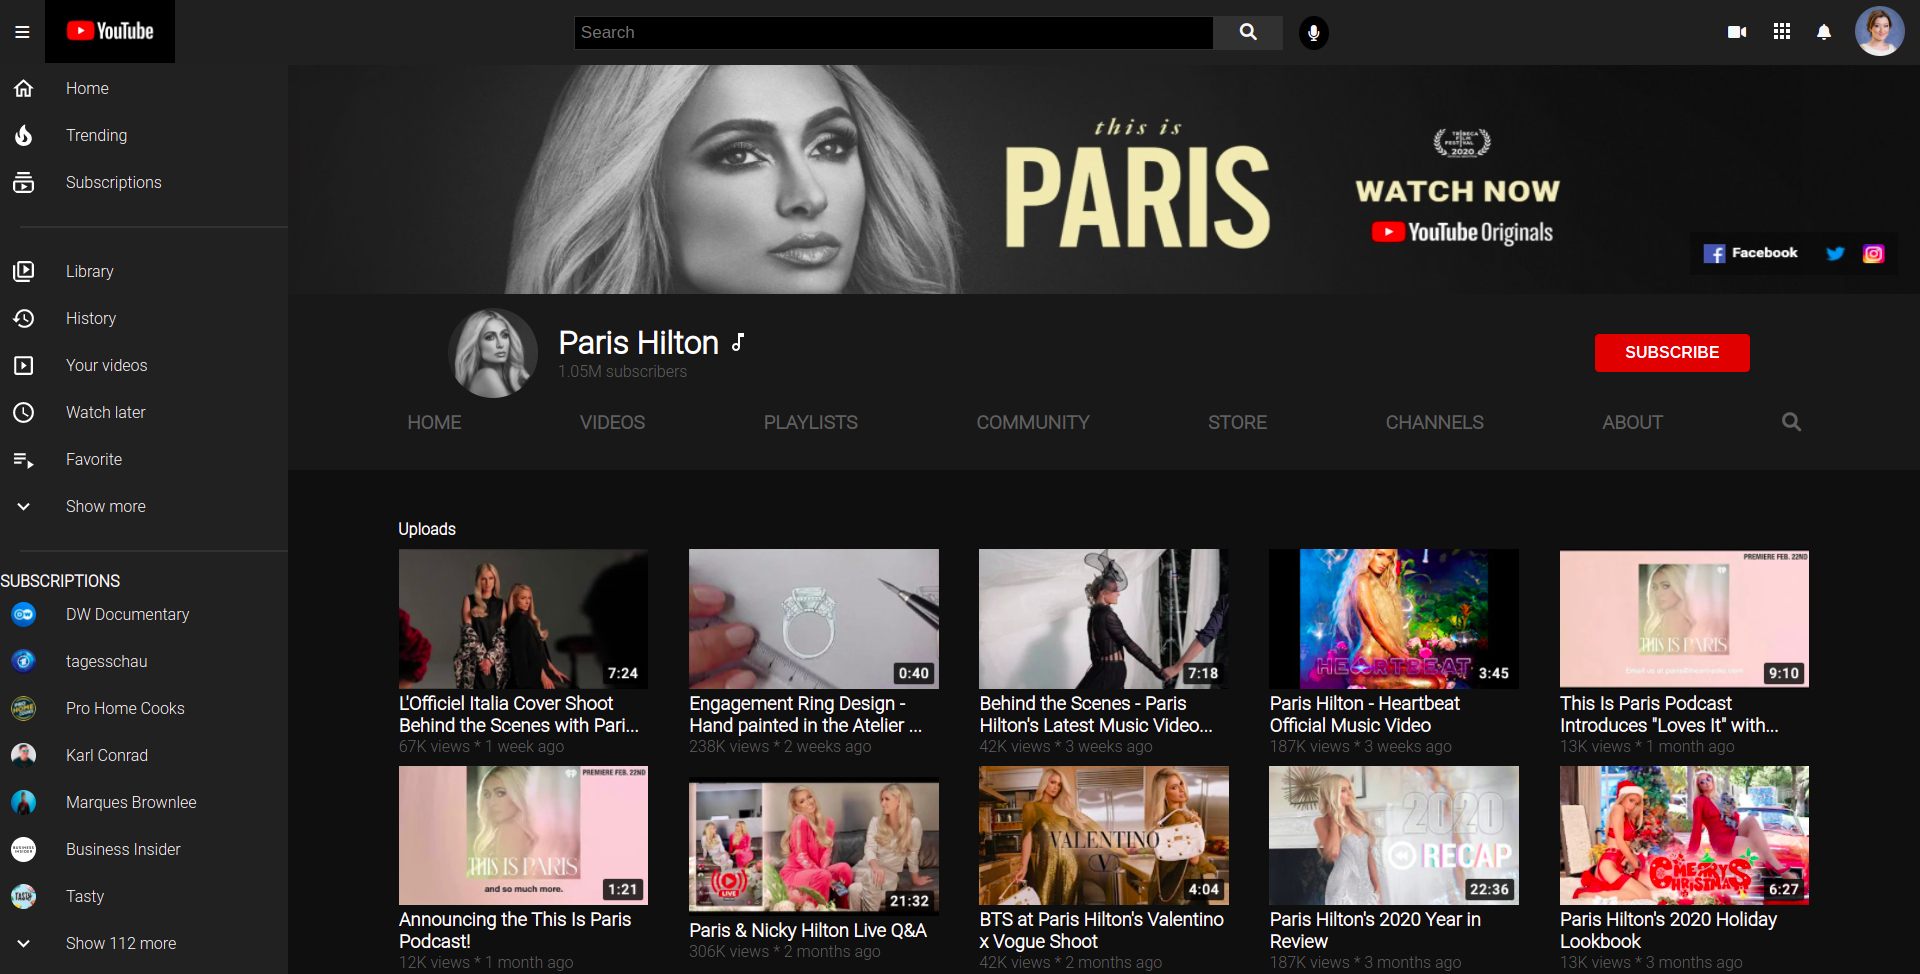 YouTube
Search
Home
Trending
Subscriptions
Library
History
Your videos
Watch later
Favorite
Show more
SUBSCRIPTIONS
DW Documentary
tagesschau
Pro Home Cooks
Karl Conrad
Marques Brownlee
Business Insider
Tasty
Show 112 more
this is
PARIS
TRIBECA
FILM
FESTIVAL
2020
WATCH NOW
YouTube Originals
Facebook
Paris Hilton
1.05M subscribers
SUBSCRIBE
HOME
VIDEOS
PLAYLISTS
COMMUNITY
STORE
CHANNELS
ABOUT
Uploads
7:24
L'Officiel Italia Cover Shoot
Behind the Scenes with Pari...
67K views * 1 week ago
0:40
Engagement Ring Design -
Hand painted in the Atelier ...
238K views * 2 weeks ago
7:18
Behind the Scenes - Paris
Hilton's Latest Music Video...
42K views * 3 weeks ago
HEARTBEAT
3:45
Paris Hilton - Heartbeat
Official Music Video
187K views * 3 weeks ago
PREMIERE FEB. 22ND
THIS IS PARIS
9:10
This Is Paris Podcast
Introduces "Loves It" with...
13K views * 1 month ago
PREMIERE FEB. 22ND
THIS IS PARIS
and so much more.
1:21
Announcing the This Is Paris
Podcast!
12K views * 1 month ago
LIVE
21:32
Paris & Nicky Hilton Live Q&A
306K views * 2 months ago
VALENTINO
V
4:04
BTS at Paris Hilton's Valentino
x Vogue Shoot
42K views * 2 months ago
2020
RECAP
22:36
Paris Hilton's 2020 Year in
Review
187K views * 3 months ago
MERRY
CHRISTMAS
6:27
Paris Hilton's 2020 Holiday
Lookbook
13K views * 3 months ago